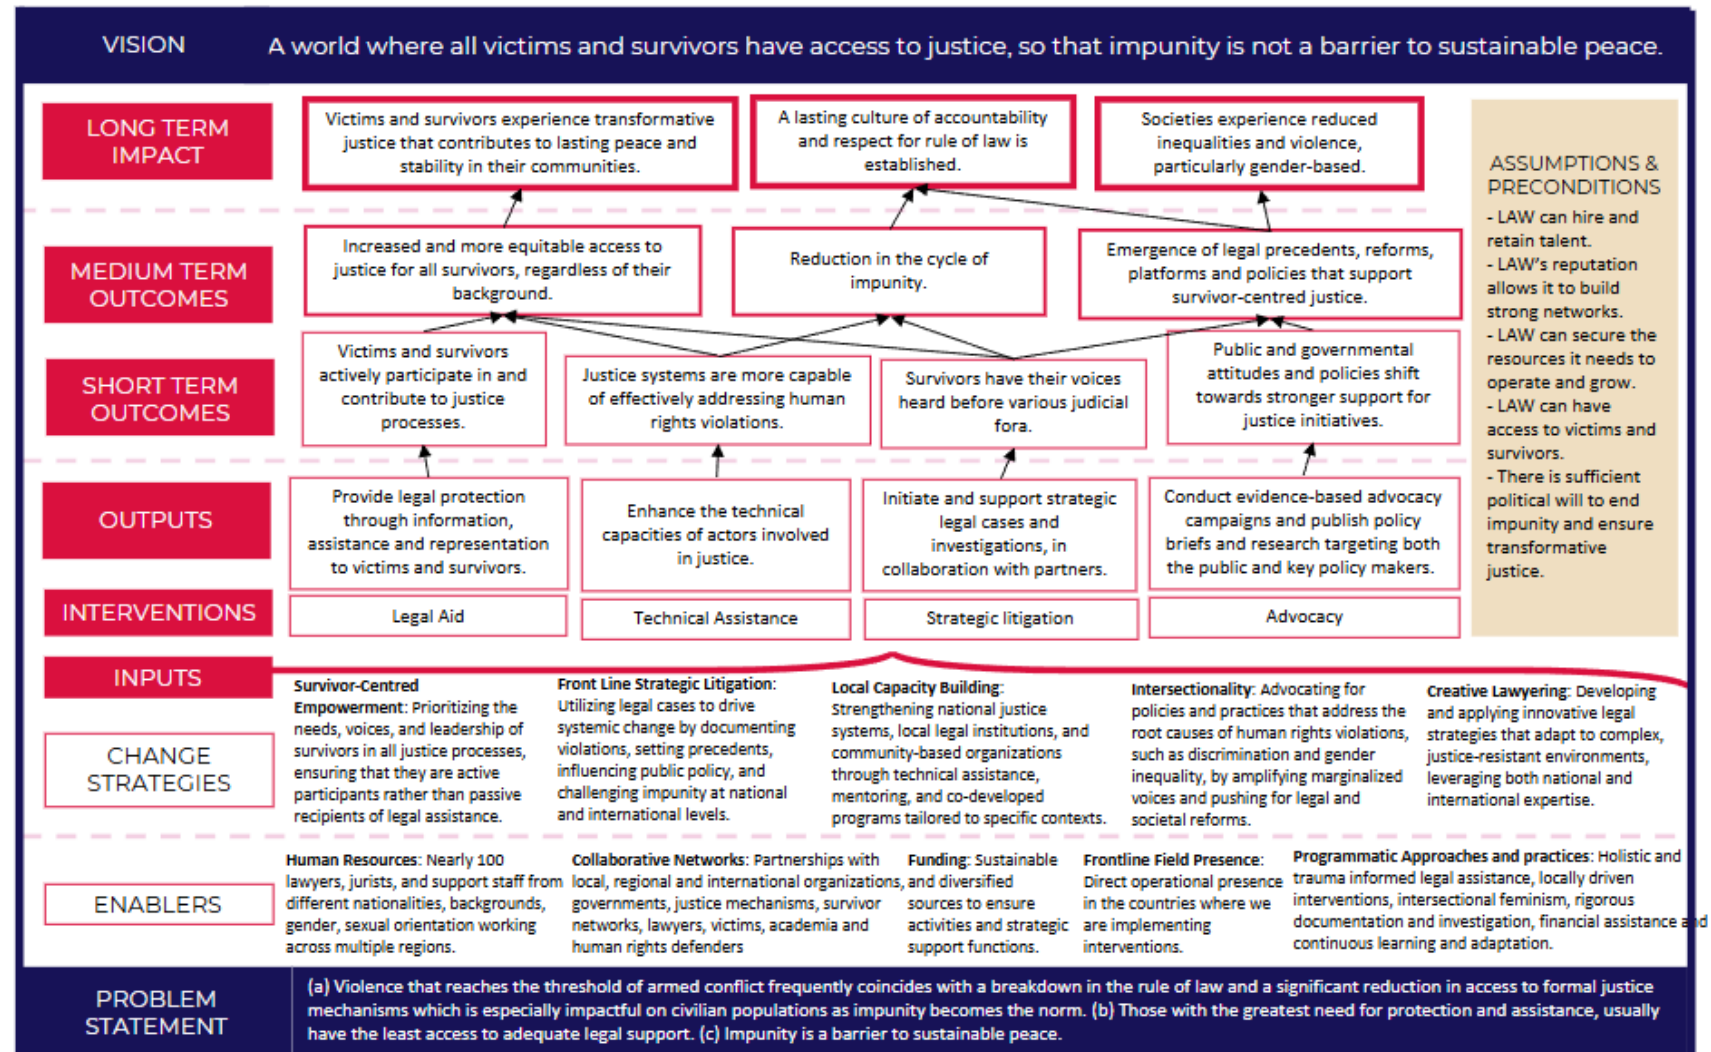 VISION
A world where all victims and survivors have access to justice, so that impunity is not a barrier to sustainable peace.
LONG TERM
IMPACT
Victims and survivors experience transformative
justice that contributes to lasting peace and
stability in their communities.
A lasting culture of accountability
and respect for rule of law is
established.
Societies experience reduced
inequalities and violence,
particularly gender-based.
ASSUMPTIONS &
PRECONDITIONS
- LAW can hire and
retain talent.
- LAW's reputation
allows it to build
strong networks.
- LAW can secure the
resources it needs to
operate and grow.
- LAW can have
access to victims and
survivors.
- There is sufficient
political will to end
impunity and ensure
transformative
justice.
MEDIUM TERM
OUTCOMES
Increased and more equitable access to
justice for all survivors, regardless of their
background.
Reduction in the cycle of
impunity.
Emergence of legal precedents, reforms,
platforms and policies that support
survivor-centred justice.
SHORT TERM
OUTCOMES
Victims and survivors
actively participate in and
contribute to justice
processes.
Justice systems are more capable
of effectively addressing human
rights violations.
Survivors have their voices
heard before various judicial
fora.
Public and governmental
attitudes and policies shift
towards stronger support for
justice initiatives.
OUTPUTS
Provide legal protection
through information,
assistance and representation
to victims and survivors.
Enhance the technical
capacities of actors involved
in justice.
Initiate and support strategic
legal cases and
investigations, in
collaboration with partners.
Conduct evidence-based advocacy
campaigns and publish policy
briefs and research targeting both
the public and key policy makers.
INTERVENTIONS
Legal Aid
Technical Assistance
Strategic litigation
Advocacy
INPUTS
CHANGE
STRATEGIES
Survivor-Centred
Empowerment: Prioritizing the
needs, voices, and leadership of
survivors in all justice processes,
ensuring that they are active
participants rather than passive
recipients of legal assistance.
Front Line Strategic Litigation:
Utilizing legal cases to drive
systemic change by documenting
violations, setting precedents,
influencing public policy, and
challenging impunity at national
and international levels.
Local Capacity Building:
Strengthening national justice
systems, local legal institutions, and
community-based organizations
through technical assistance,
mentoring, and co-developed
programs tailored to specific contexts.
Intersectionality: Advocating for
policies and practices that address the
root causes of human rights violations,
such as discrimination and gender
inequality, by amplifying marginalized
voices and pushing for legal and
societal reforms.
Creative Lawyering: Developing
and applying innovative legal
strategies that adapt to complex,
justice-resistant environments,
leveraging both national and
international expertise.
ENABLERS
Human Resources: Nearly 100
lawyers, jurists, and support staff from
different nationalities, backgrounds,
gender, sexual orientation working
across multiple regions.
Collaborative Networks: Partnerships with
local, regional and international organizations,
governments, justice mechanisms, survivor
networks, lawyers, victims, academia and
human rights defenders
Funding: Sustainable
and diversified
sources to ensure
activities and strategic
support functions.
Frontline Field Presence:
Direct operational presence
in the countries where we
are implementing
interventions.
Programmatic Approaches and practices: Holistic and
trauma informed legal assistance, locally driven
interventions, intersectional feminism, rigorous
documentation and investigation, financial assistance and
continuous learning and adaptation.
PROBLEM
STATEMENT
(a) Violence that reaches the threshold of armed conflict frequently coincides with a breakdown in the rule of law and a significant reduction in access to formal justice
mechanisms which is especially impactful on civilian populations as impunity becomes the norm. (b) Those with the greatest need for protection and assistance, usually
have the least access to adequate legal support. (c) Impunity is a barrier to sustainable peace.